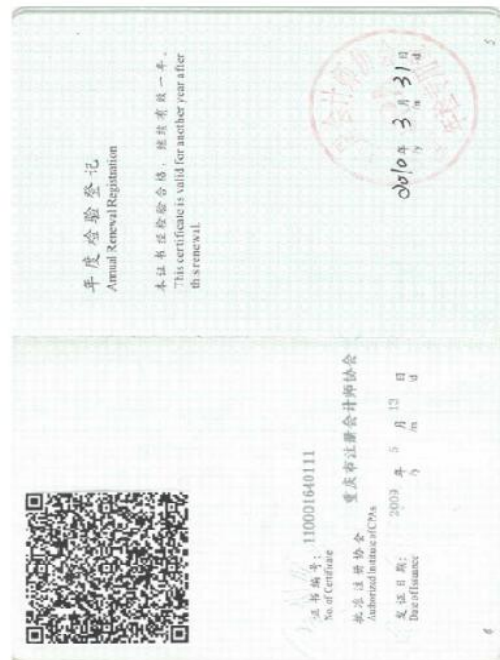 年度检验登记
Annual Renewal Registration
本证书经检验合格，继续有效一年。
This certificate is valid for another year after
this renewal.
2010 年 3 月 31 日
/y /m /d
5
证书编号： 110001640111
No. of Certificate
批准注册协会 重庆市注册会计师协会
Authorized Institute of CPAs
发证日期： 2009 年 5 月 13 日
Date of Issuance /y /m /d